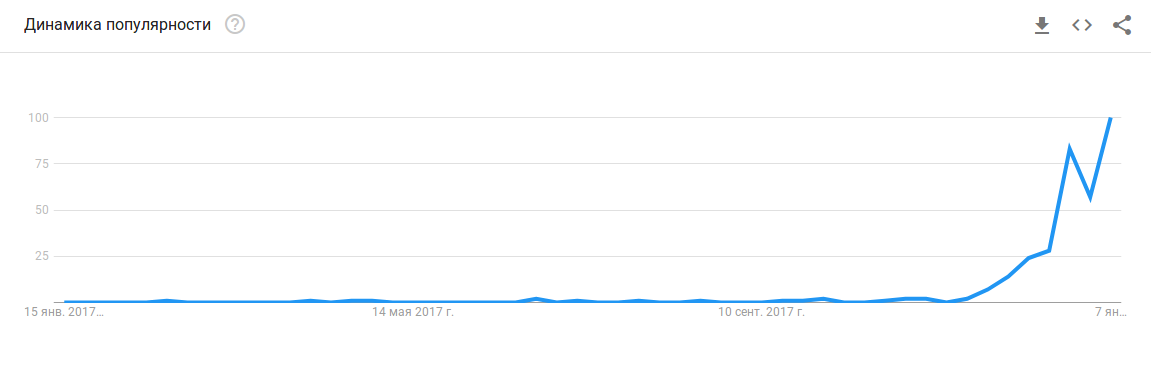 Динамика популярности ?
100
75
50
25
15 янв. 2017…
14 мая 2017 г.
10 сент. 2017 г.
7 ян…